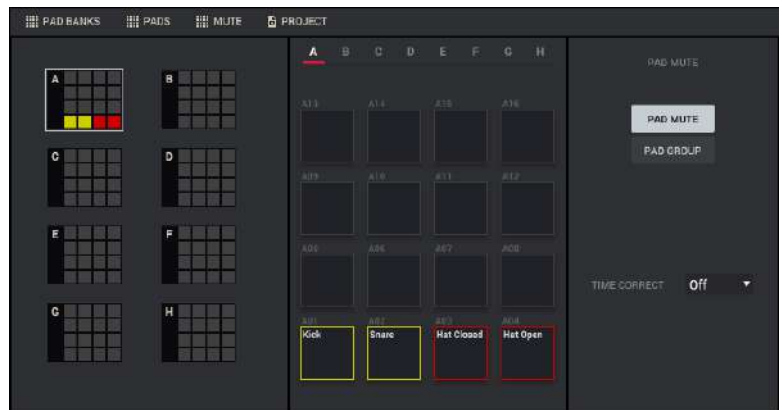 PAD BANKS PADS MUTE PROJECT
A B C D E F G H
PAD MUTE
A B
A13 A14 A15 A16
PAD MUTE
PAD GROUP
C D
A09 A10 A11 A12
E F
A05 A06 A07 A08
TIME CORRECT Off
G H
A01 A02 A03 A04
Kick Snare Hat Closed Hat Open